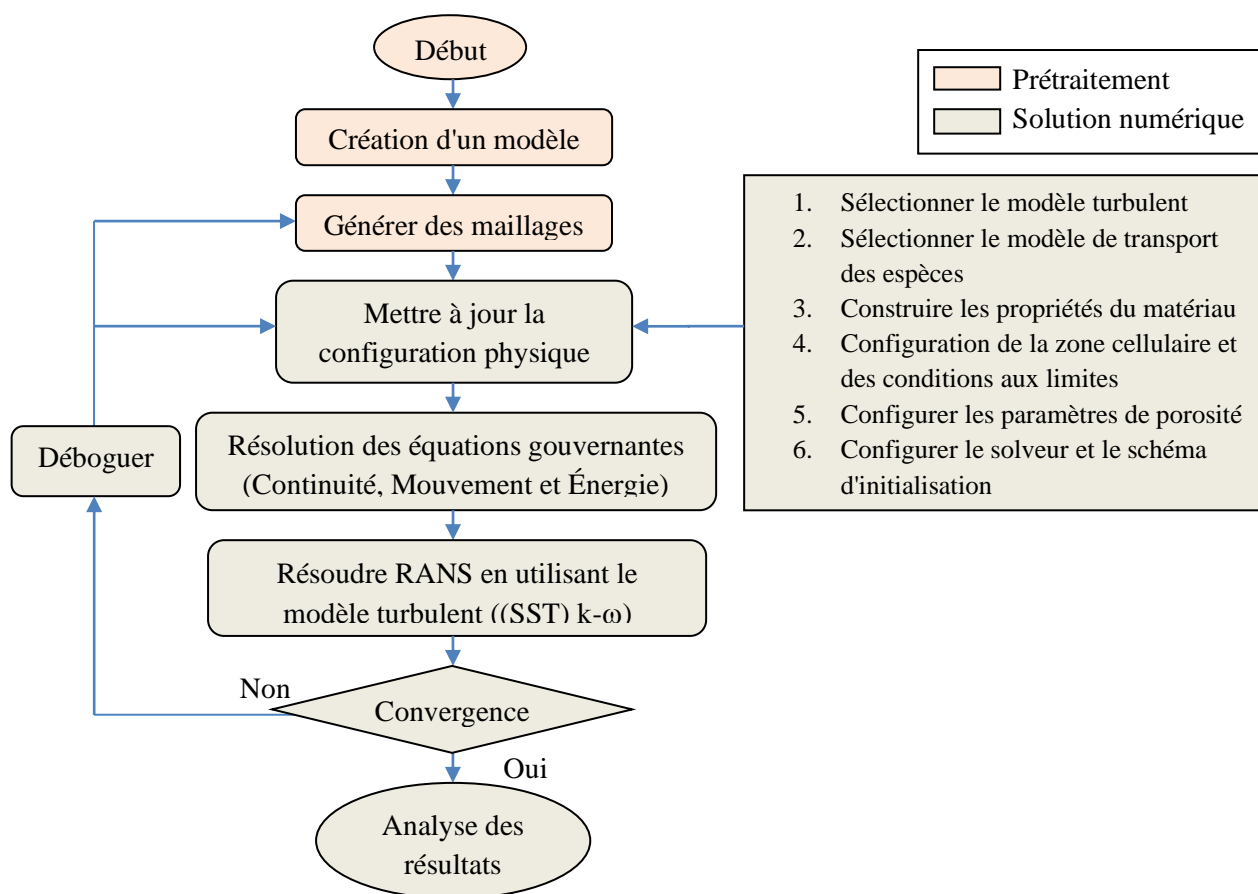 Début
Prétraitement
Solution numérique
Création d'un modèle
Générer des maillages
Mettre à jour la
configuration physique
1. Sélectionner le modèle turbulent
2. Sélectionner le modèle de transport
des espèces
3. Construire les propriétés du matériau
4. Configuration de la zone cellulaire et
des conditions aux limites
5. Configurer les paramètres de porosité
6. Configurer le solveur et le schéma
d'initialisation
Résolution des équations gouvernantes
(Continuité, Mouvement et Énergie)
Déboguer
Résoudre RANS en utilisant le
modèle turbulent ((SST) k-ω)
Non
Convergence
Oui
Analyse des
résultats